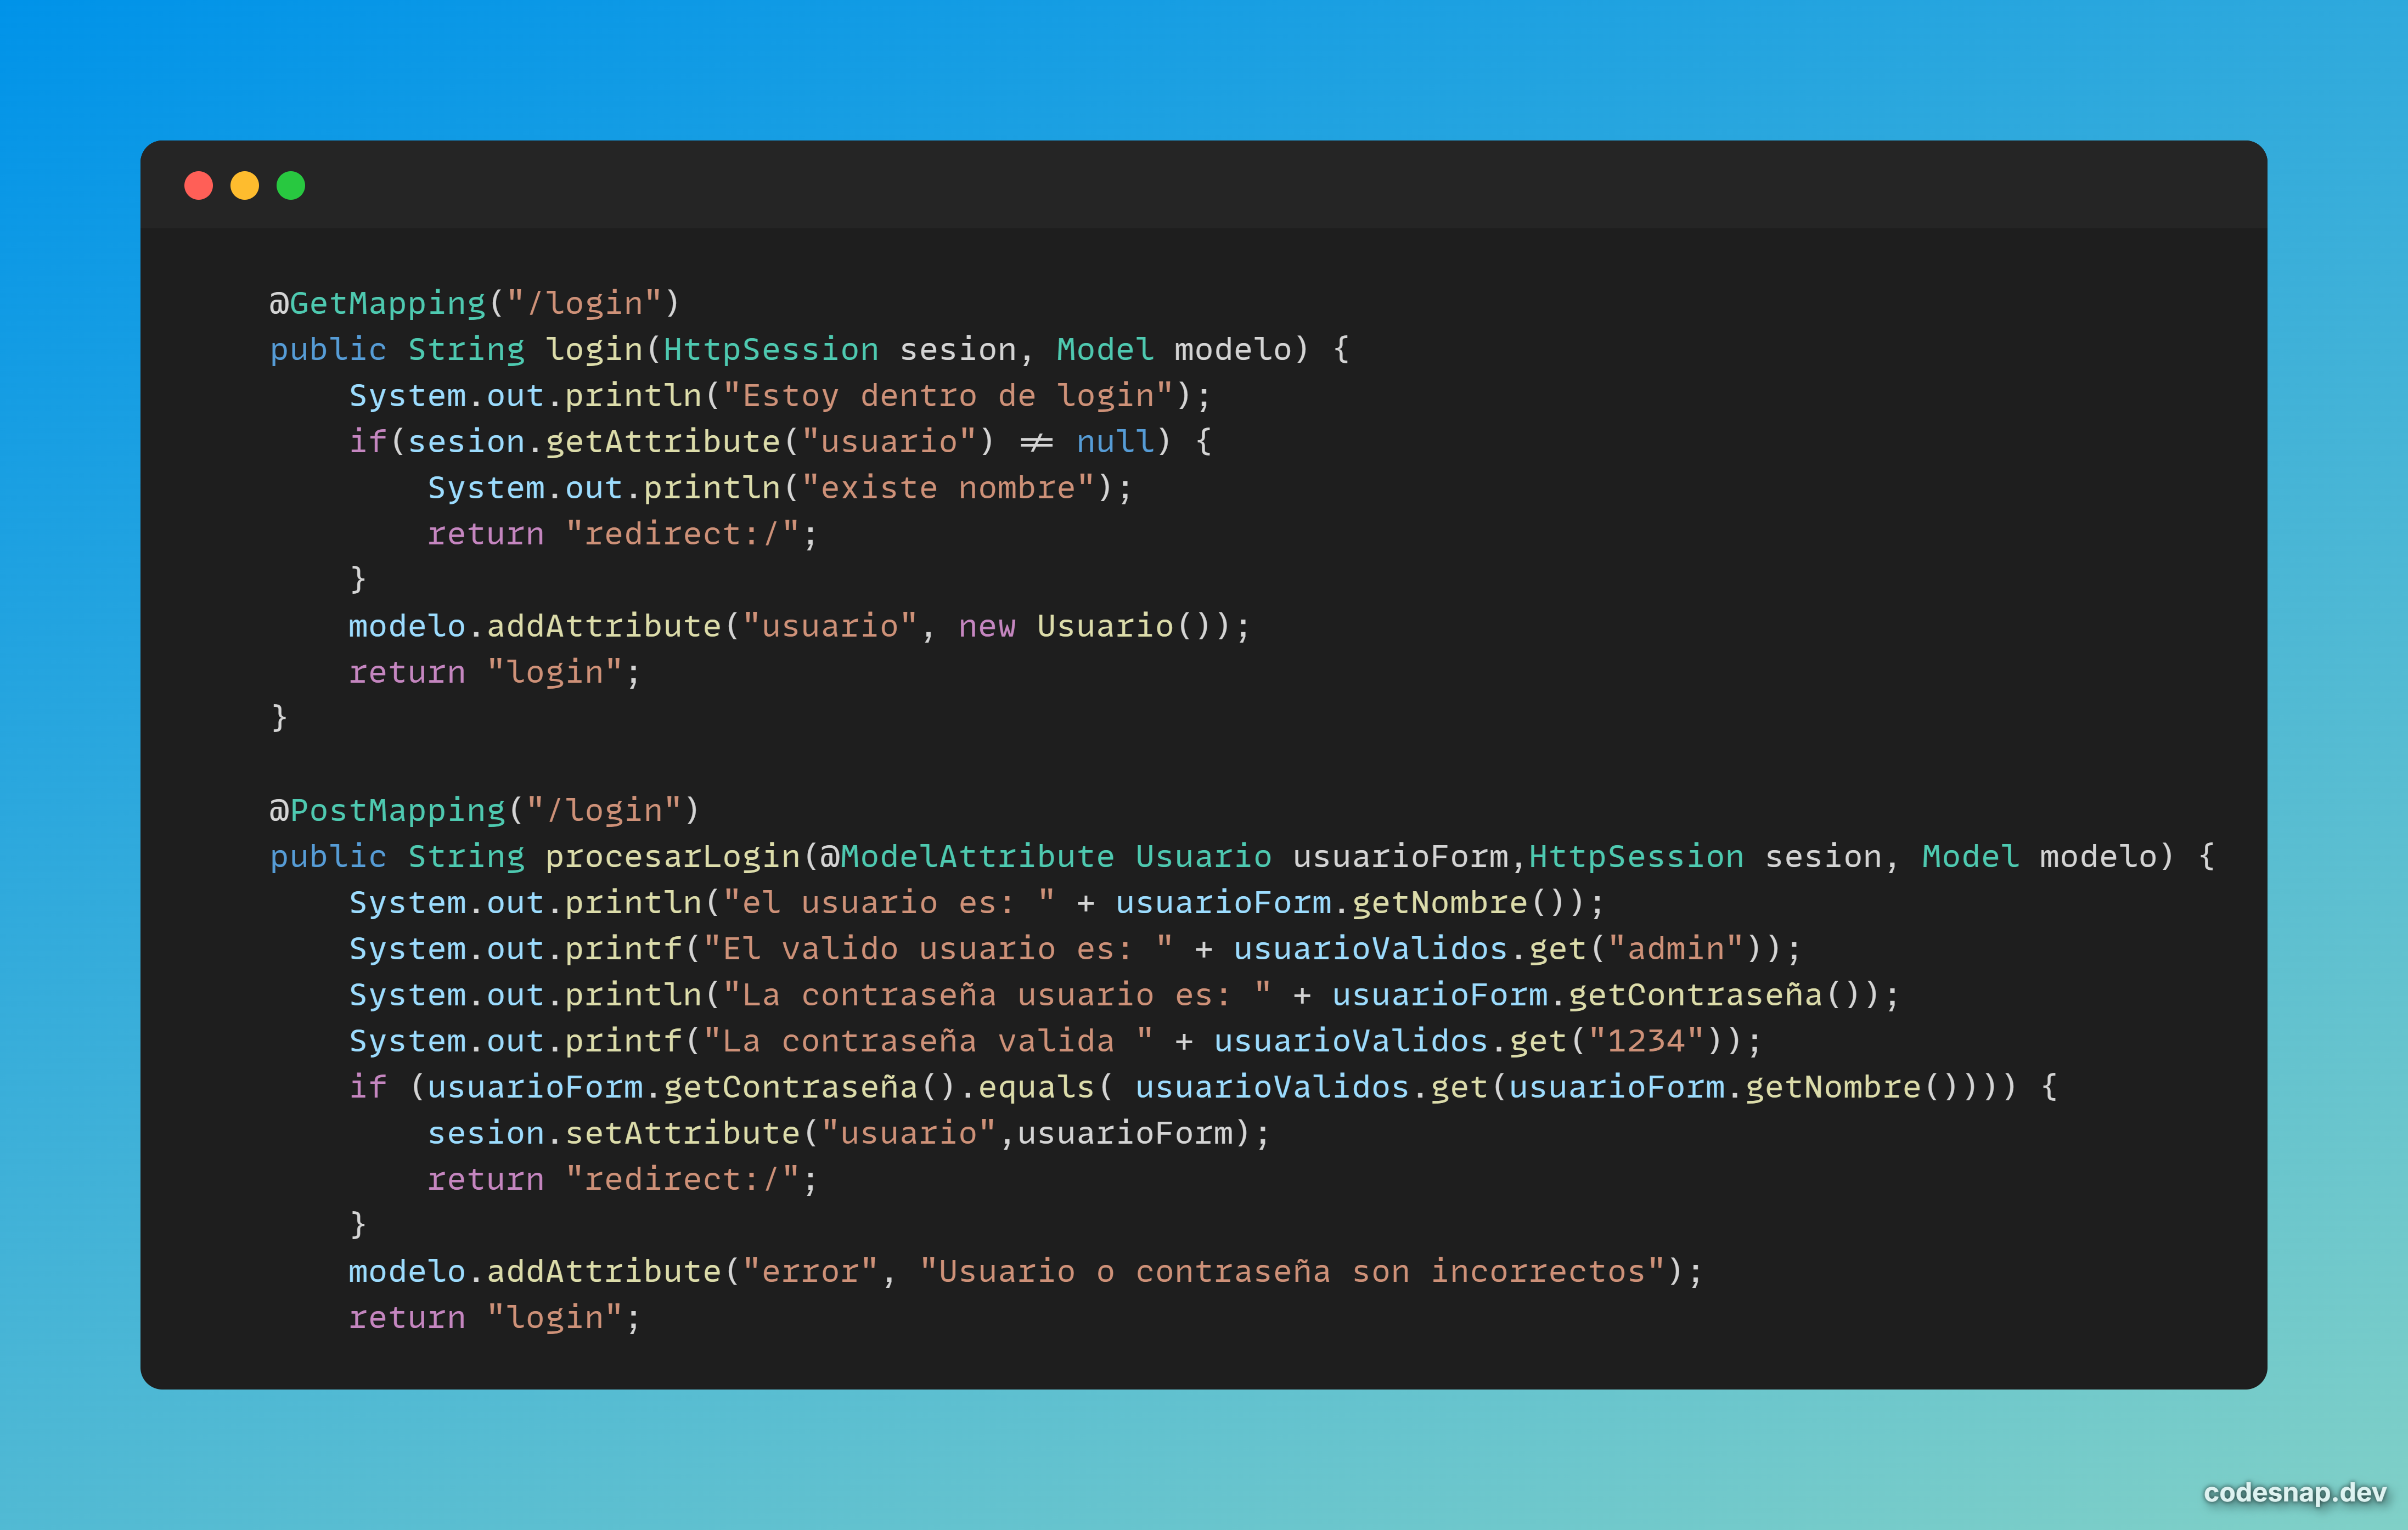 @GetMapping("/login")
public String login(HttpSession sesion, Model modelo) {
    System.out.println("Estoy dentro de login");
    if(sesion.getAttribute("usuario") != null) {
        System.out.println("existe nombre");
        return "redirect:/";
    }
    modelo.addAttribute("usuario", new Usuario());
    return "login";
}

@PostMapping("/login")
public String procesarLogin(@ModelAttribute Usuario usuarioForm,HttpSession sesion, Model modelo) {
    System.out.println("el usuario es: " + usuarioForm.getNombre());
    System.out.printf("El valido usuario es: " + usuarioValidos.get("admin"));
    System.out.println("La contraseña usuario es: " + usuarioForm.getContraseña());
    System.out.printf("La contraseña valida " + usuarioValidos.get("1234"));
    if (usuarioForm.getContraseña().equals( usuarioValidos.get(usuarioForm.getNombre()))) {
        sesion.setAttribute("usuario",usuarioForm);
        return "redirect:/";
    }
    modelo.addAttribute("error", "Usuario o contraseña son incorrectos");
    return "login";
codesnap.dev